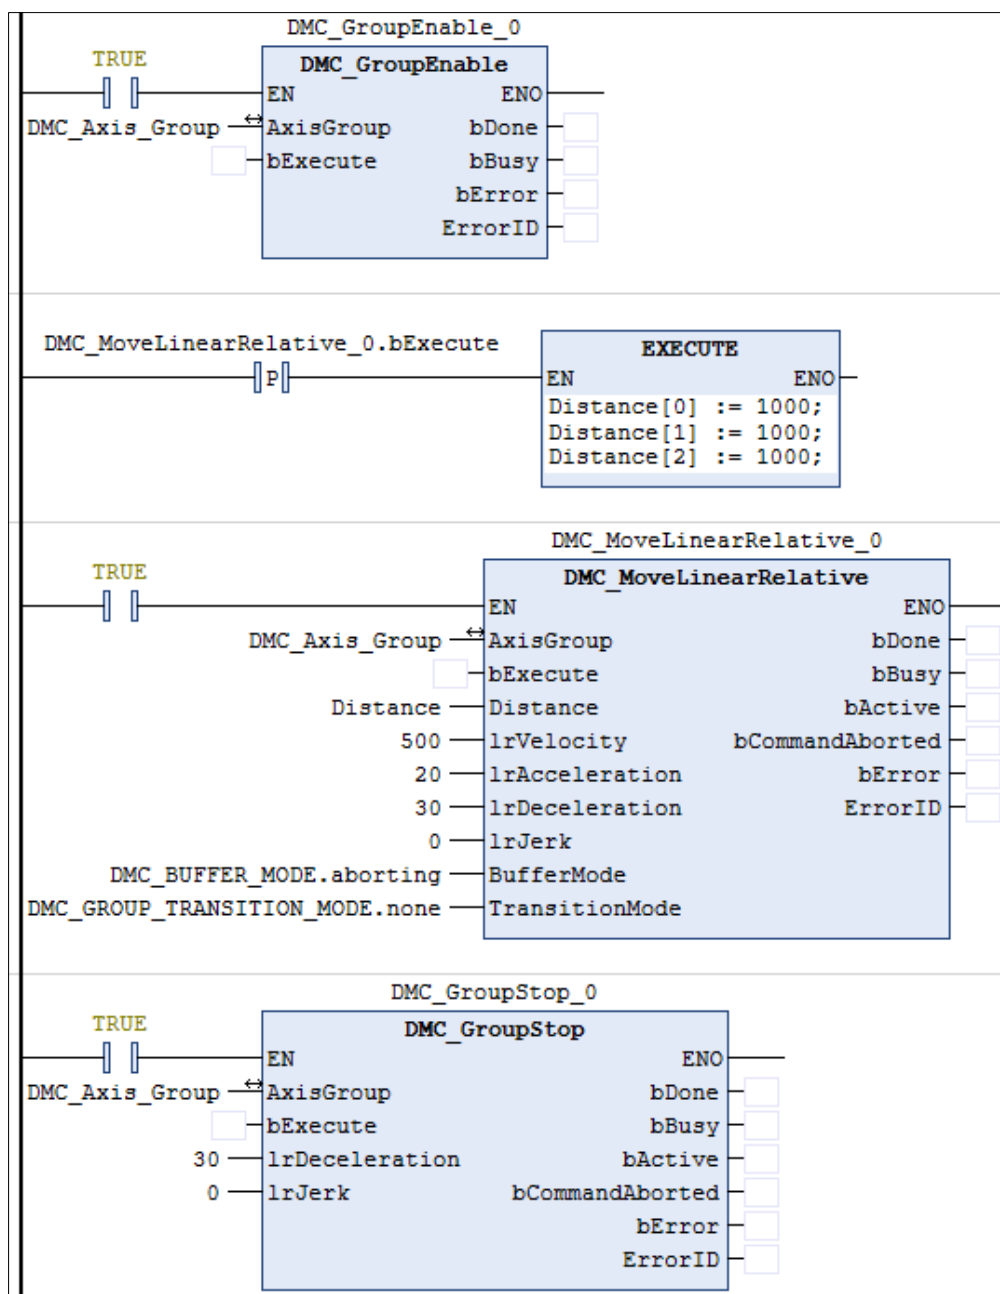 DMC_GroupEnable_0
TRUE
DMC_GroupEnable
EN ENO
DMC_Axis_Group AxisGroup bDone
bExecute bBusy
bError
ErrorID
DMC_MoveLinearRelative_0.bExecute
EXECUTE
P EN ENO
Distance[0] := 1000;
Distance[1] := 1000;
Distance[2] := 1000;
DMC_MoveLinearRelative_0
TRUE
DMC_MoveLinearRelative
EN ENO
DMC_Axis_Group AxisGroup bDone
bExecute bBusy
Distance Distance bActive
500 lrVelocity bCommandAborted
20 lrAcceleration bError
30 lrDeceleration ErrorID
0 lrJerk
DMC_BUFFER_MODE.aborting BufferMode
DMC_GROUP_TRANSITION_MODE.none TransitionMode
DMC_GroupStop_0
TRUE
DMC_GroupStop
EN ENO
DMC_Axis_Group AxisGroup bDone
bExecute bBusy
30 lrDeceleration bActive
0 lrJerk bCommandAborted
bError
ErrorID